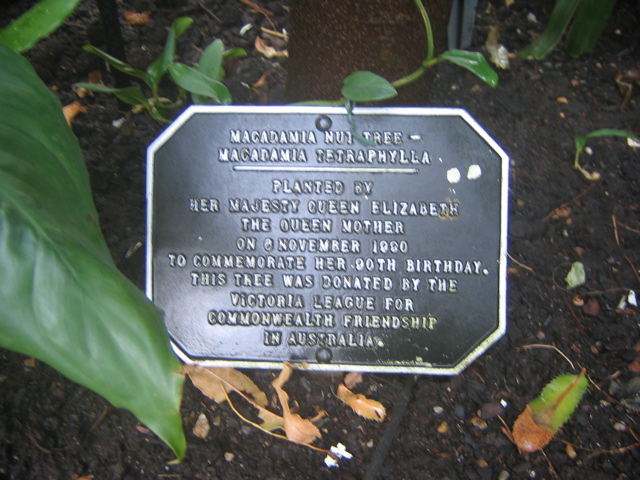 MACADAMIA NUT TREE -
MACADAMIA TETRAPHYLLA
PLANTED BY
HER MAJESTY QUEEN ELIZABETH
THE QUEEN MOTHER
ON NOVEMBER 1990
TO COMMEMORATE HER 90TH BIRTHDAY.
THIS TREE WAS DONATED BY THE
VICTORIA LEAGUE FOR
COMMONWEALTH FRIENDSHIP
IN AUSTRALIA.